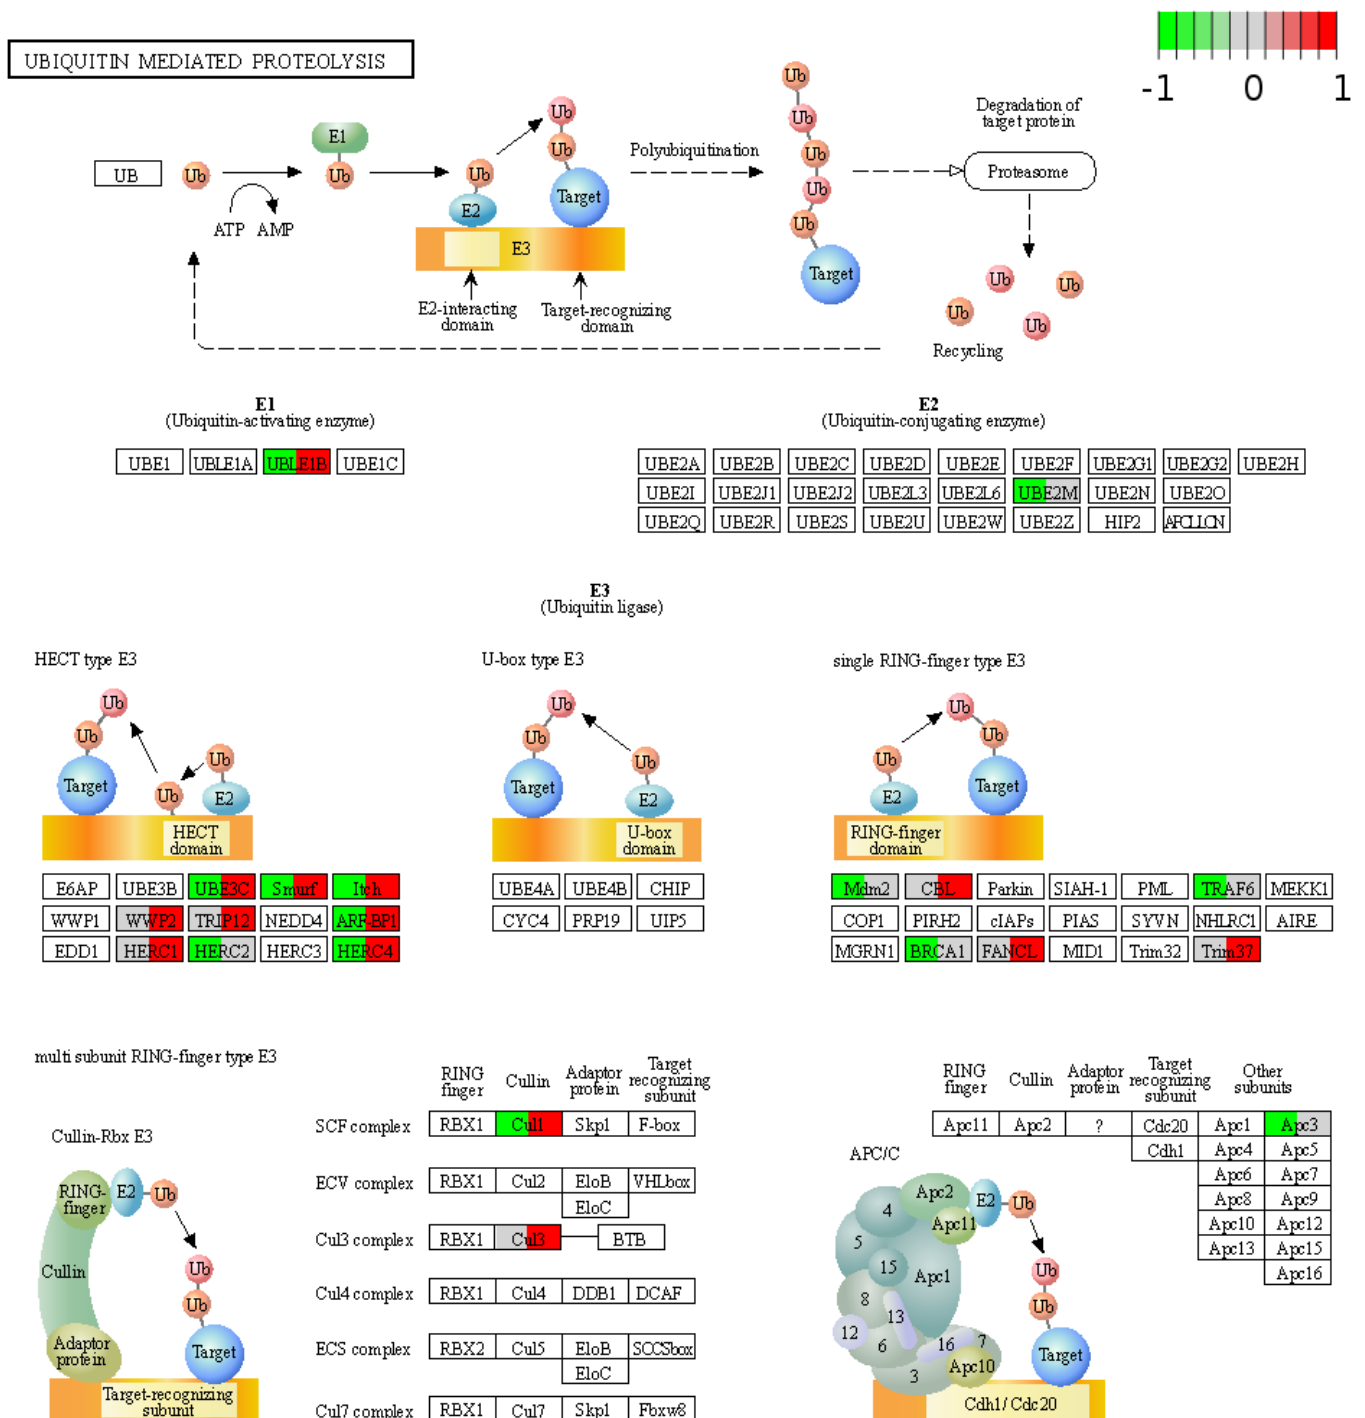 UBIQUITIN MEDIATED PROTEOLYSIS
-1 0 1
UB
Ub
ATP AMP
E1
Ub
Ub
E2
E3
Ub
Ub
Target
E2-interacting
domain
Target-recognizing
domain
Polyubiquitination
Ub
Ub
Ub
Ub
Ub
Target
Degradation of
target protein
Proteasome
Ub
Ub
Ub
Ub
Recycling
E1
(Ubiquitin-activating enzyme)
UBE1 UBLE1A UBLE1B UBE1C
E2
(Ubiquitin-conjugating enzyme)
UBE2A UBE2B UBE2C UBE2D UBE2E UBE2F UBE2G1 UBE2G2 UBE2H
UBE2I UBE2J1 UBE2J2 UBE2L3 UBE2L6 UBE2M UBE2N UBE2O
UBE2Q UBE2R UBE2S UBE2U UBE2W UBE2Z HIP2
E3
(Ubiquitin ligase)
HECT type E3
Ub
Ub
Target
Ub
Ub
E2
HECT
domain
E6AP UBE3B UBE3C Smurf Itch
WWP1 WWP2 TRIP12 NEDD4 ARF-BP1
EDD1 HERC1 HERC2 HERC3 HERC4
U-box type E3
Ub
Ub
Target
Ub
E2
U-box
domain
UBE4A UBE4B CHIP
CYC4 PRP19 UIP5
single RING-finger type E3
Ub
Ub
Ub
E2
Target
RING-finger
domain
Mdm2 CBL Parkin SIAH-1 PML TRAF6 MEKK1
COP1 PIRH2 cIAPs PIAS SYVN NHLRC1 AIRE
MGRN1 BRCA1 FANCL MID1 Trim32 Trim37
multi subunit RING-finger type E3
Cullin-Rbx E3
RING-
finger
E2
Ub
Cullin
Ub
Ub
Adaptor
protein
Target
Target-recognizing
subunit
RING
finger
Cullin
Adaptor
protein
Target
recognizing
subunit
SCF complex RBX1 Cul1 Skp1 F-box
ECV complex RBX1 Cul2 EloB VHLbox
EloC
Cul3 complex RBX1 Cul3 BTB
Cul4 complex RBX1 Cul4 DDB1 DCAF
ECS complex RBX2 Cul5 EloB SOCSbox
EloC
Cul7 complex RBX1 Cul7 Skp1 Fbxw8
RING
finger
Cullin
Adaptor
protein
Target
recognizing
subunit
Other
subunits
Apc11 Apc2 ? Cdc20 Apc1 Apc3
Cdh1 Apc4 Apc5
Apc6 Apc7
Apc8 Apc9
Apc10 Apc12
Apc13 Apc15
Apc16
APC/C
Apc2
E2
Ub
4
Apc11
5
15
Apc1
8
13
12
6
16
7
3
Apc10
Ub
Ub
Target
Cdh1/Cdc20